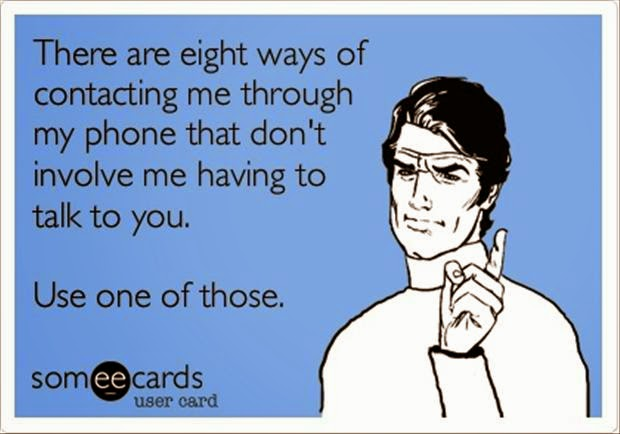 There are eight ways of
contacting me through
my phone that don't
involve me having to
talk to you.
Use one of those.
someecards
user card